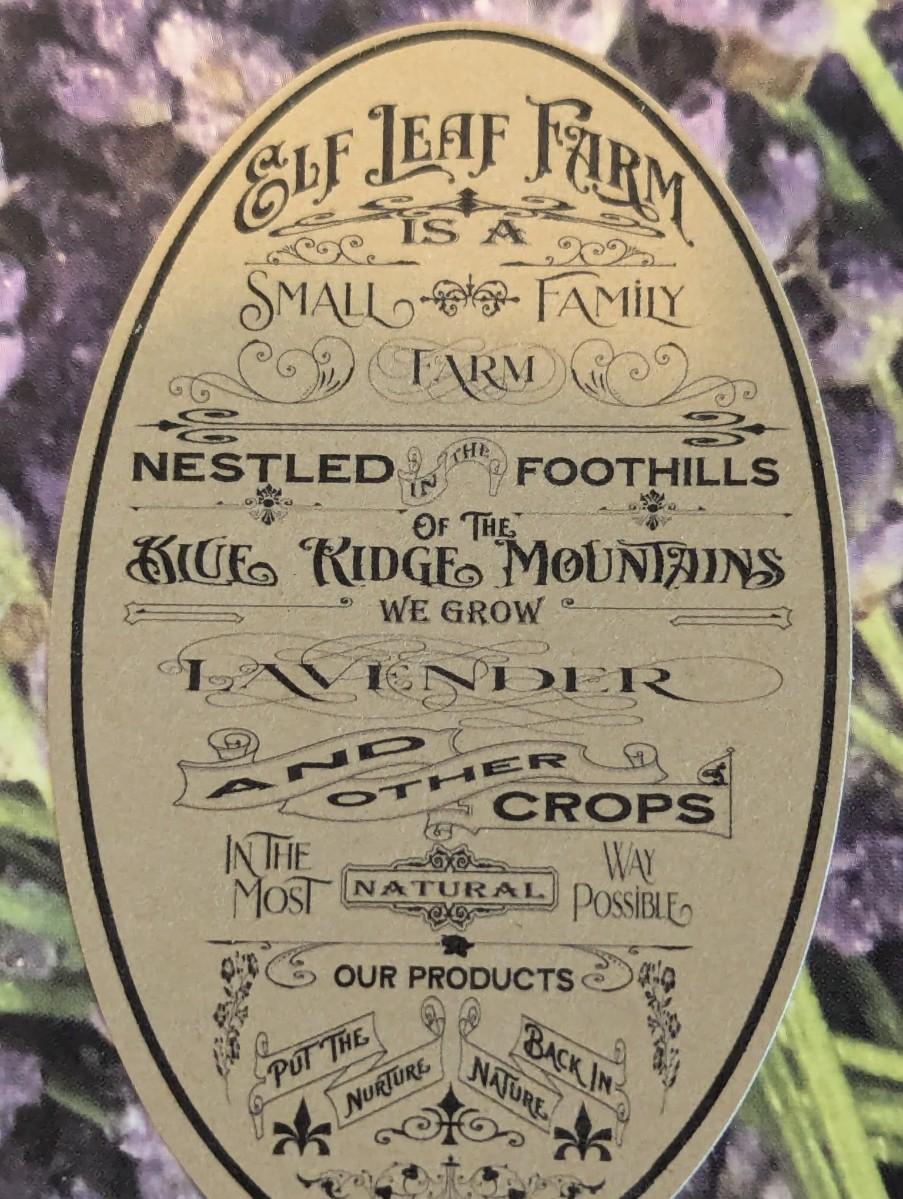 ELF LEAF FARM
IS A
SMALL FAMILY
FARM
NESTLED IN THE FOOTHILLS
OF THE
BLUE RIDGE MOUNTAINS
WE GROW
LAVENDER
AND OTHER
CROPS
IN THE MOST NATURAL WAY POSSIBLE
OUR PRODUCTS
PUT THE NURTURE BACK IN NATURE